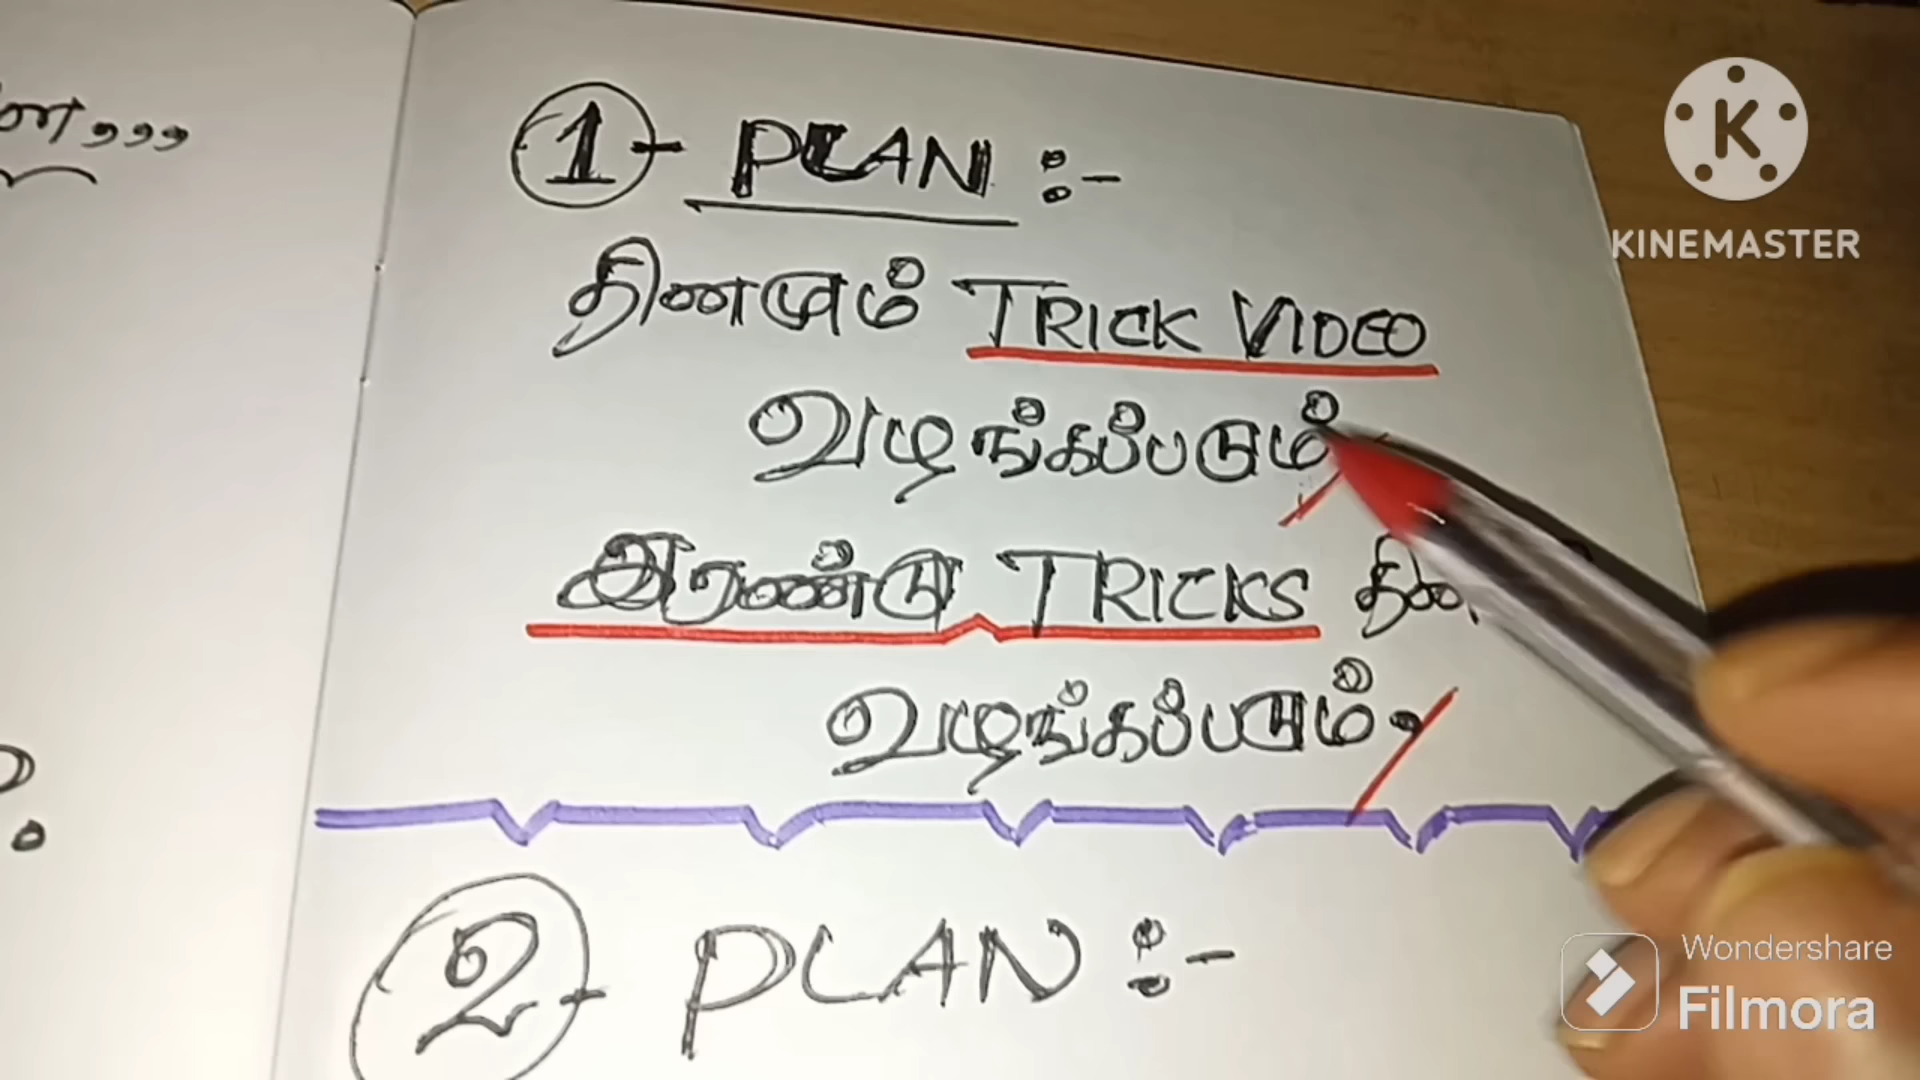 1 - PLAN :-
தினமும் TRICK VIDEO
வழங்கப்படும்
இரண்டு TRICKS
வழங்கப்படும்.
2 - PLAN :-
K
KINEMASTER
Wondershare
Filmora